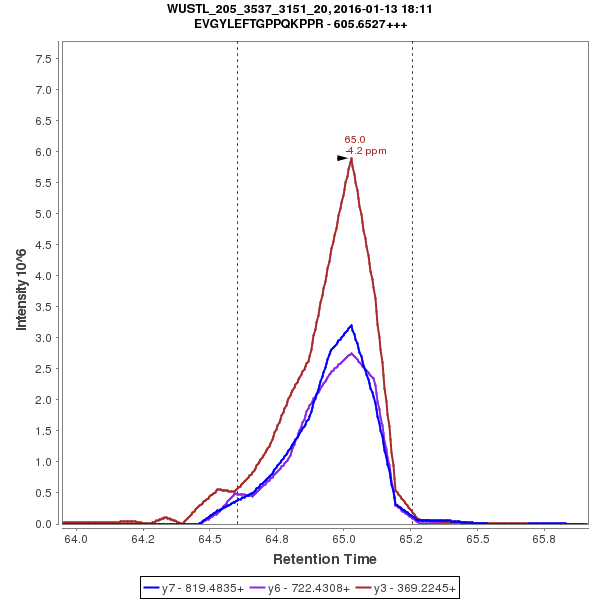 WUSTL_205_3537_3151_20, 2016-01-13 18:11
EVGYLEFTGPPQKPPR - 605.6527+++
7.5
7.0
6.5
6.0
5.5
5.0
4.5
4.0
3.5
3.0
2.5
2.0
1.5
1.0
0.5
0.0
Intensity 10^6
65.0
-4.2 ppm
64.0 64.2 64.5 64.8 65.0 65.2 65.5 65.8
Retention Time
y7 - 819.4835+ y6 - 722.4308+ y3 - 369.2245+